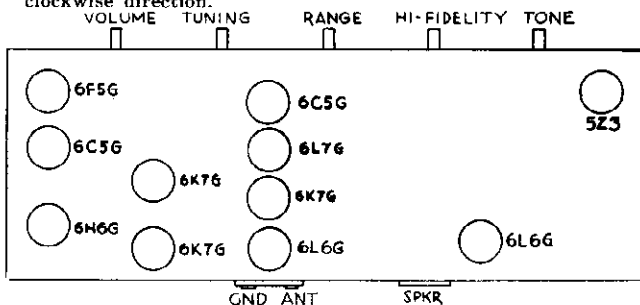 clockwise direction.
VOLUME TUNING RANGE HI-FIDELITY TONE
6F5G
6C5G
5Z3
6C5G
6L7G
6K7G
6K7G
6H6G
6L6G
6K7G
6L6G
GND ANT SPKR